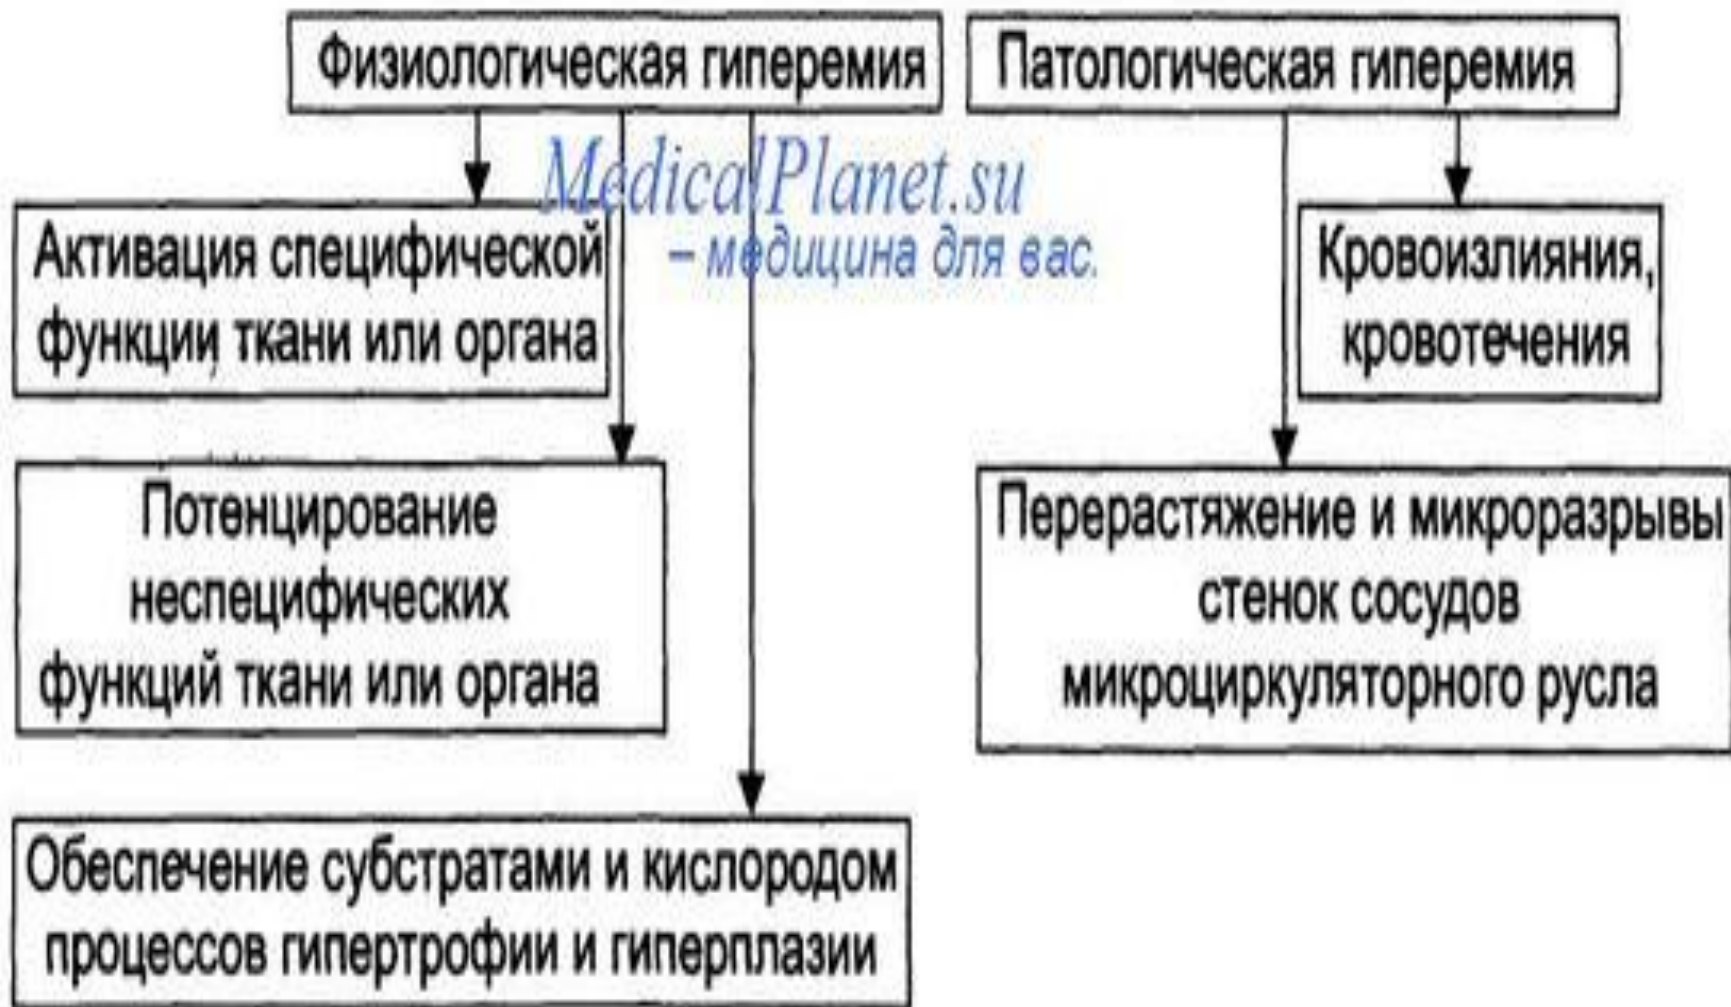 Физиологическая гиперемия
Патологическая гиперемия
MedicalPlanet.su
– медицина для вас.
Активация специфической
функции ткани или органа
Кровоизлияния,
кровотечения
Потенцирование
неспецифических
функций ткани или органа
Перерастяжение и микроразрывы
стенок сосудов
микроциркуляторного русла
Обеспечение субстратами и кислородом
процессов гипертрофии и гиперплазии